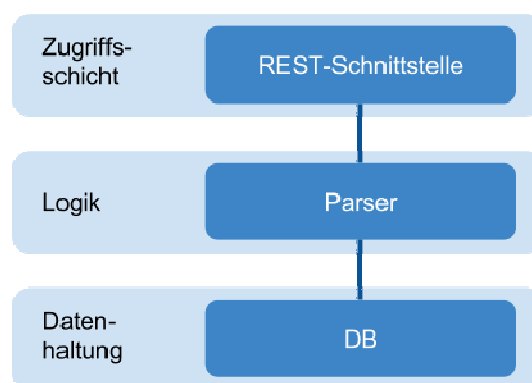 Zugriffs-
schicht
REST-Schnittstelle
Logik
Parser
Daten-
haltung
DB